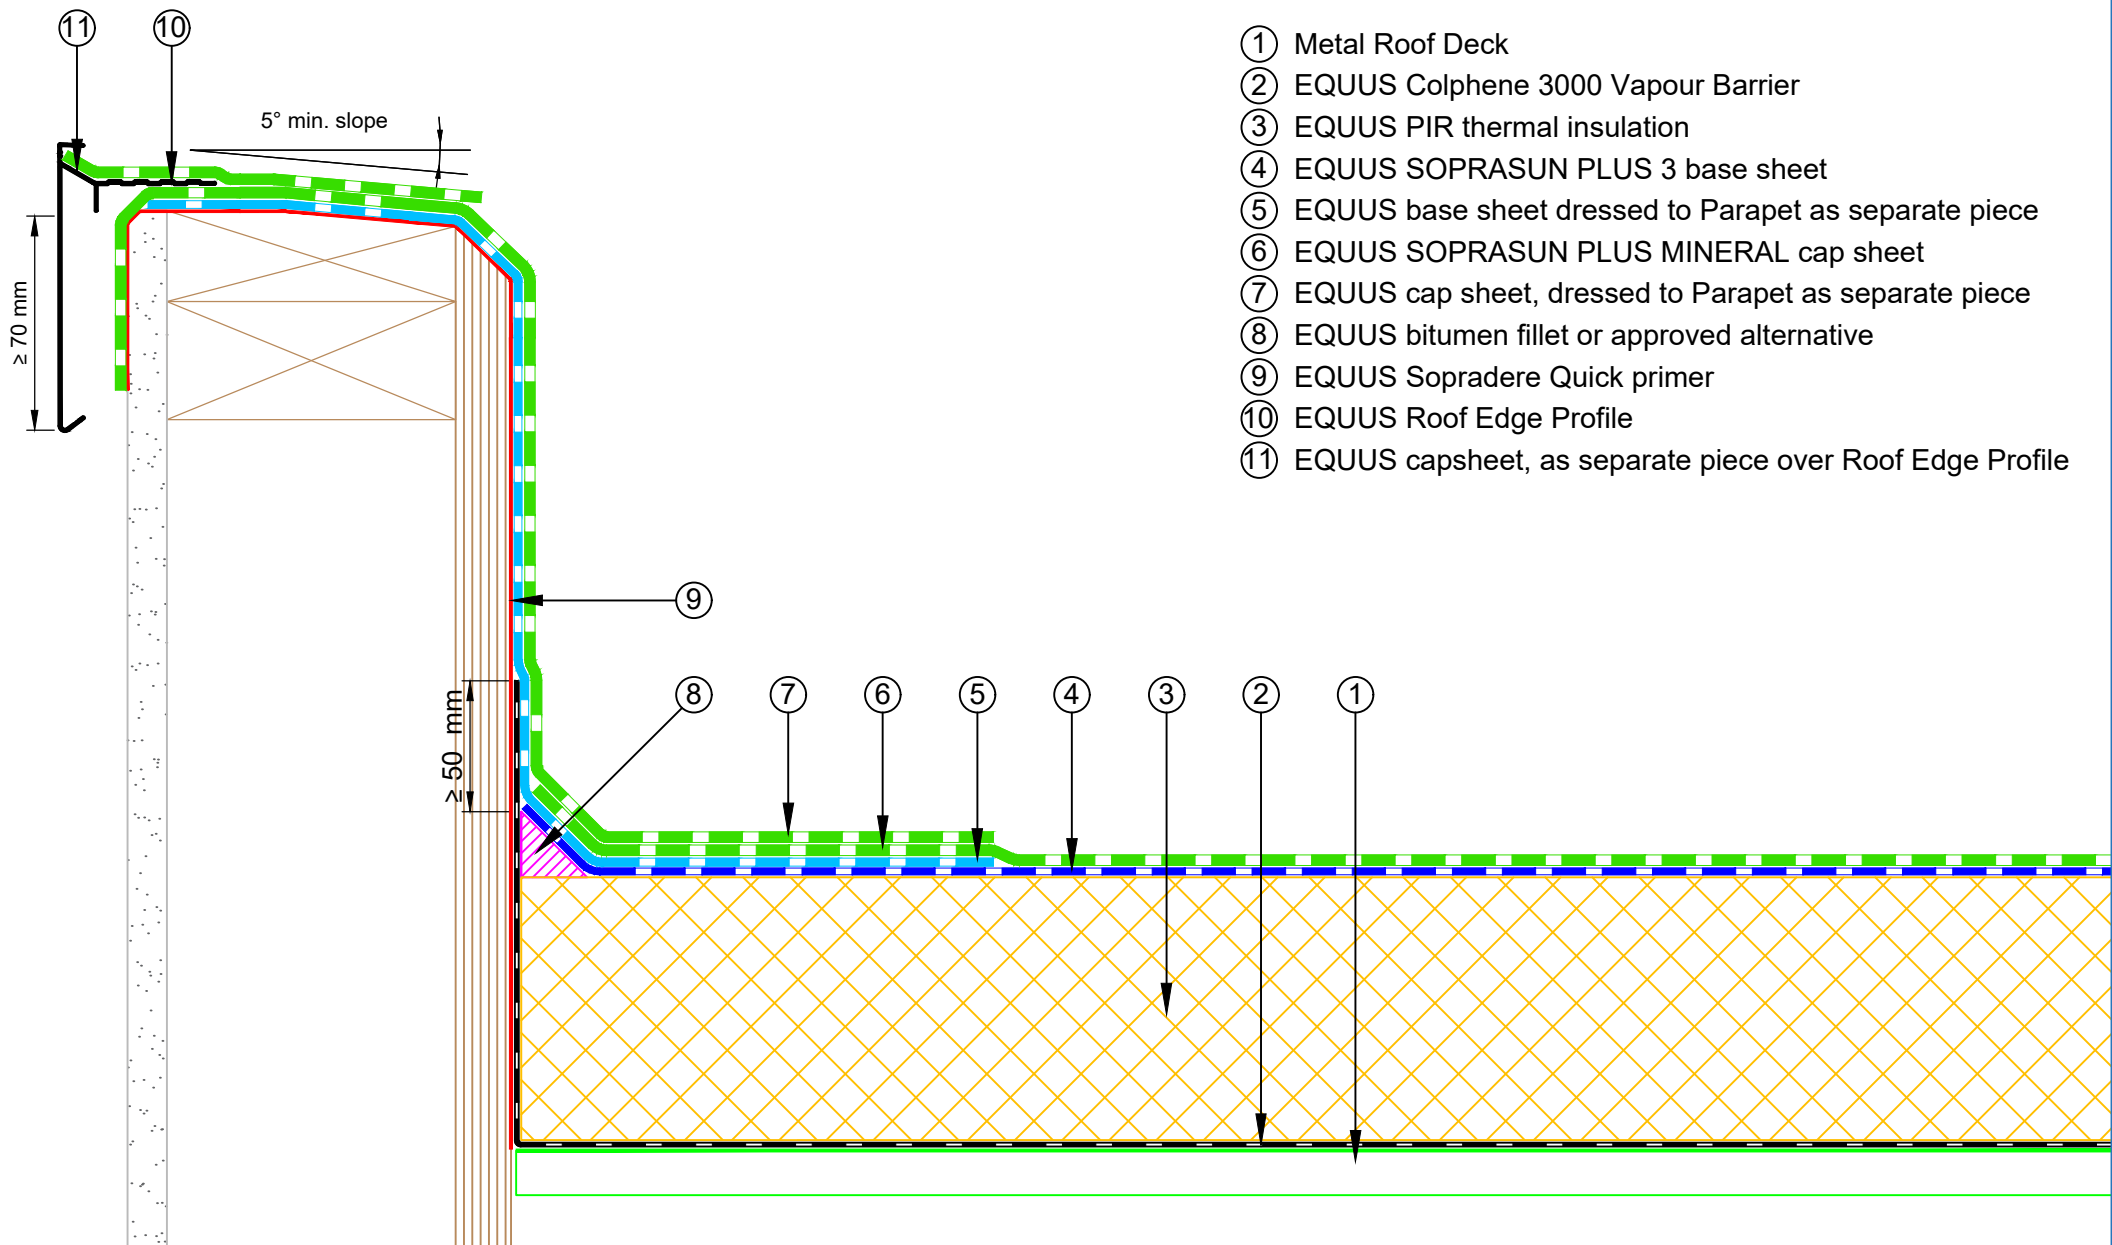 11
10
5° min. slope
≥ 70 mm
① Metal Roof Deck
② EQUUS Colphene 3000 Vapour Barrier
③ EQUUS PIR thermal insulation
④ EQUUS SOPRASUN PLUS 3 base sheet
⑤ EQUUS base sheet dressed to Parapet as separate piece
⑥ EQUUS SOPRASUN PLUS MINERAL cap sheet
⑦ EQUUS cap sheet, dressed to Parapet as separate piece
⑧ EQUUS bitumen fillet or approved alternative
⑨ EQUUS Sopradere Quick primer
⑩ EQUUS Roof Edge Profile
⑪ EQUUS capsheet, as separate piece over Roof Edge Profile
9
≥ 50 mm
8 7 6 5 4 3 2 1